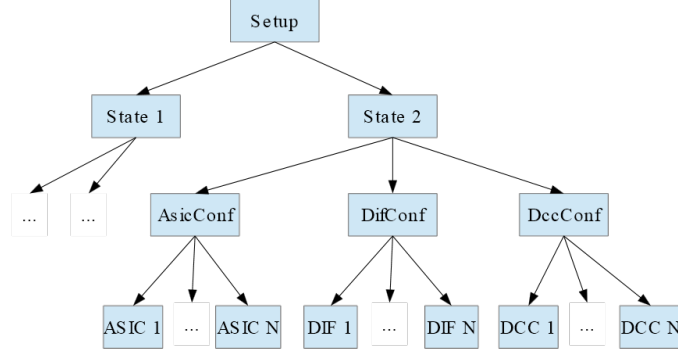 Setup
State 1
State 2
...
...
AsicConf
DifConf
DccConf
ASIC 1
...
ASIC N
DIF 1
...
DIF N
DCC 1
...
DCC N